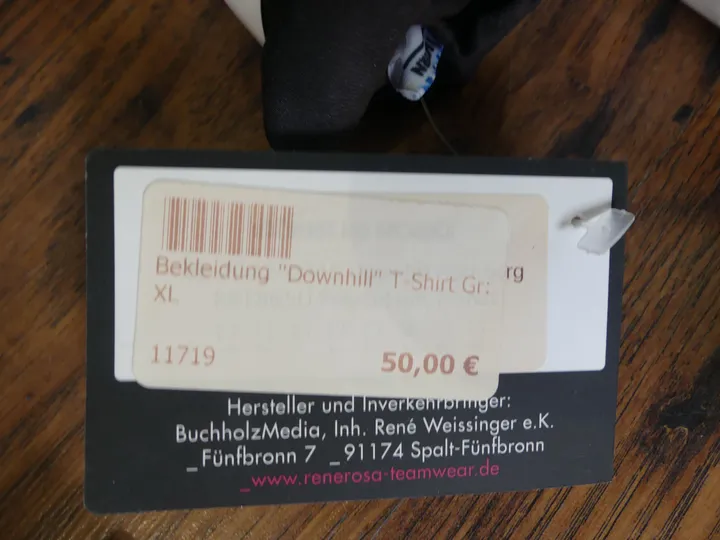 Bekleidung "Downhill" T-Shirt Gr:
XL
rg
11719
50,00 €
Hersteller und Inverkehrbringer:
BuchholzMedia, Inh. René Weissinger e.K.
_Fünfbronn 7 _91174 Spalt-Fünfbronn
_www.renerosa-teamwear.de